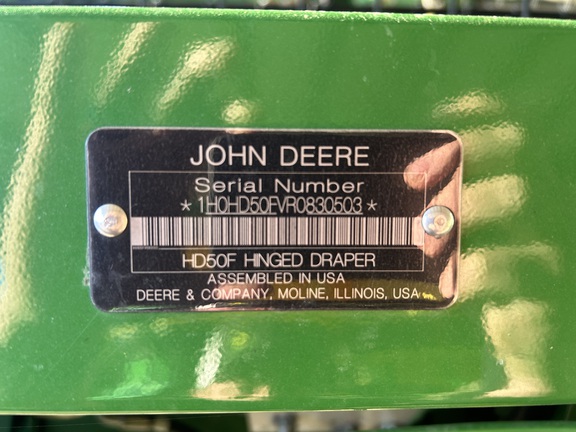 JOHN DEERE
Serial Number
*1H0HD50FVR0830503*
HD50F HINGED DRAPER
ASSEMBLED IN USA
DEERE & COMPANY, MOLINE, ILLINOIS, USA